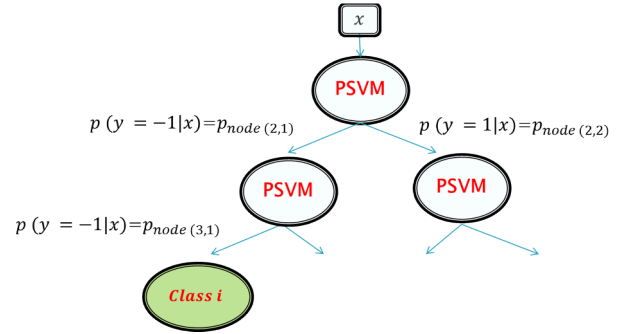 x
PSVM
p (y = −1|x)=p_node (2,1)
p (y = 1|x)=p_node (2,2)
PSVM
PSVM
p (y = −1|x)=p_node (3,1)
Class i